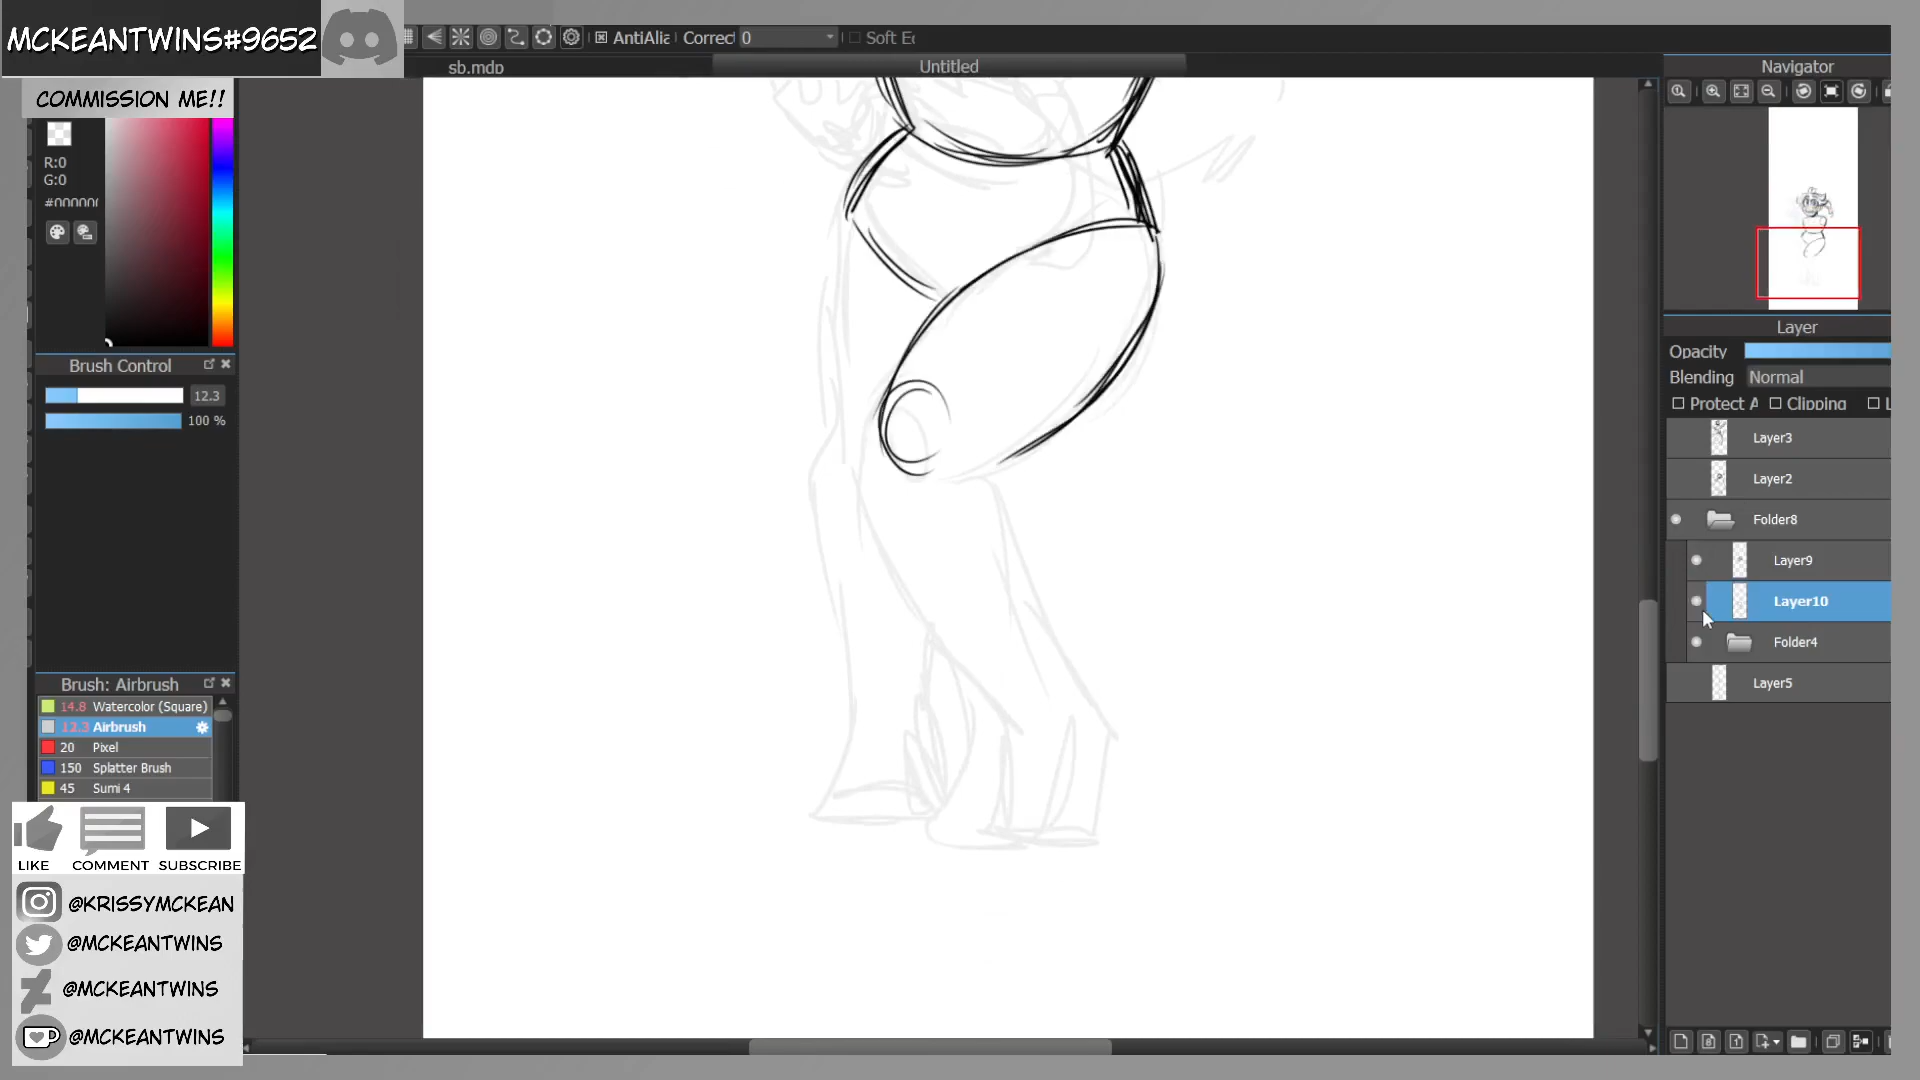 MCKEANTWINS#9652
COMMISSION ME!!
AntiAlia Correct 0 Soft E
sb.mdp
Untitled
Navigator
R:0
G:0
#000000
Brush Control
12.3
100 %
Brush: Airbrush
14.8 Watercolor (Square)
12.3 Airbrush
20 Pixel
150 Splatter Brush
45 Sumi 4
LIKE COMMENT SUBSCRIBE
@KRISSYMCKEAN
@MCKEANTWINS
@MCKEANTWINS
@MCKEANTWINS
Layer
Opacity
Blending Normal
Protect A Clipping L
Layer3
Layer2
Folder8
Layer9
Layer10
Folder4
Layer5